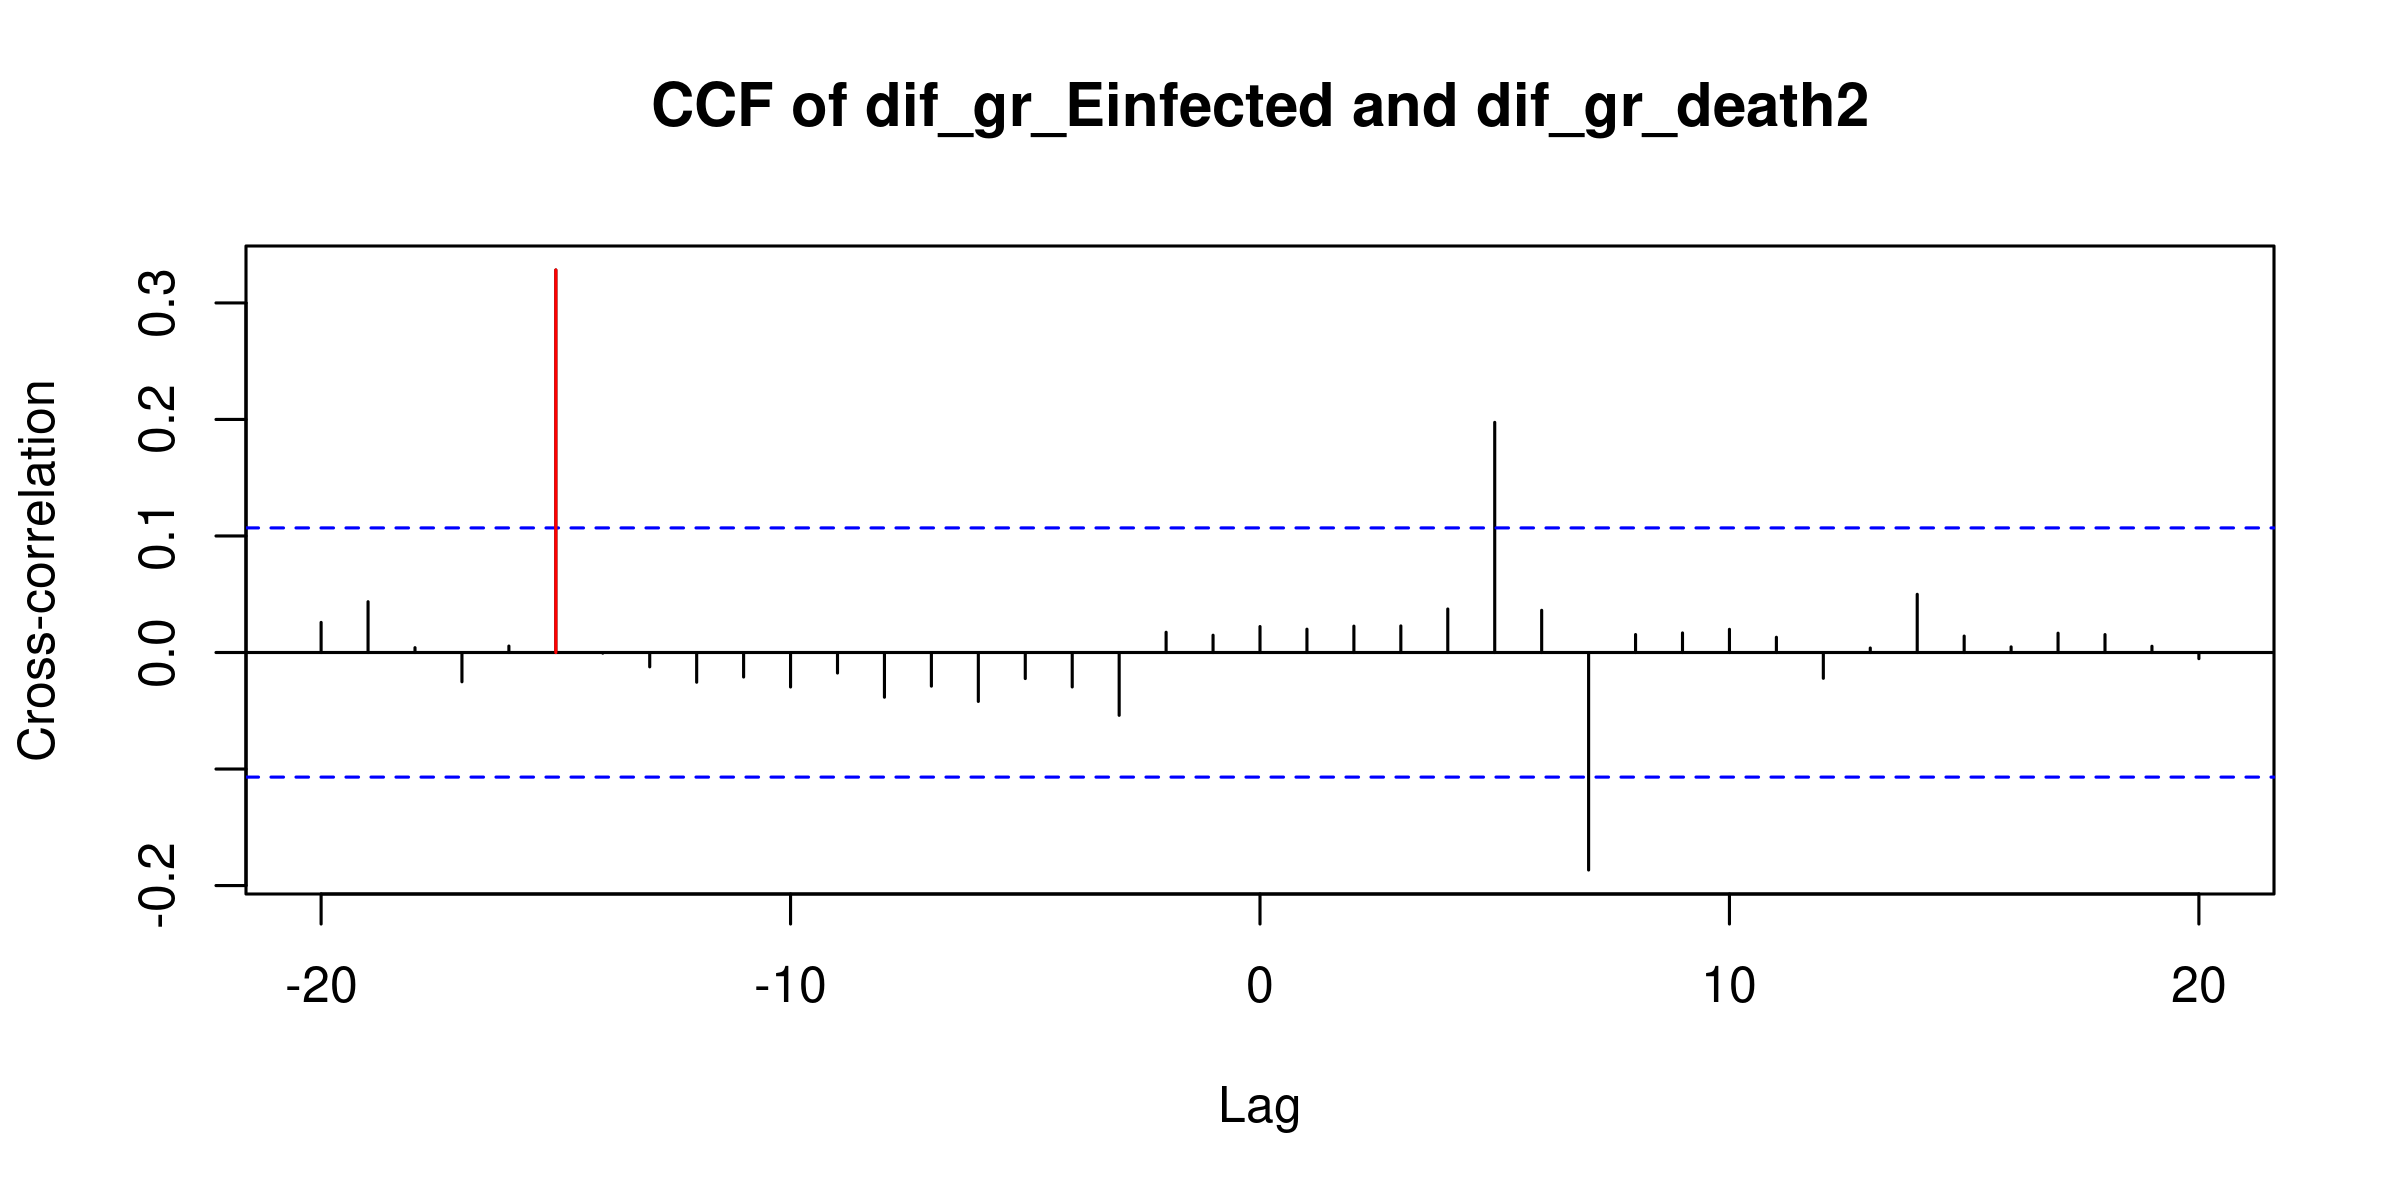 CCF of dif_gr_Einfected and dif_gr_death2
Cross-correlation
0.3
0.2
0.1
0.0
-0.2
-20 -10 0 10 20
Lag